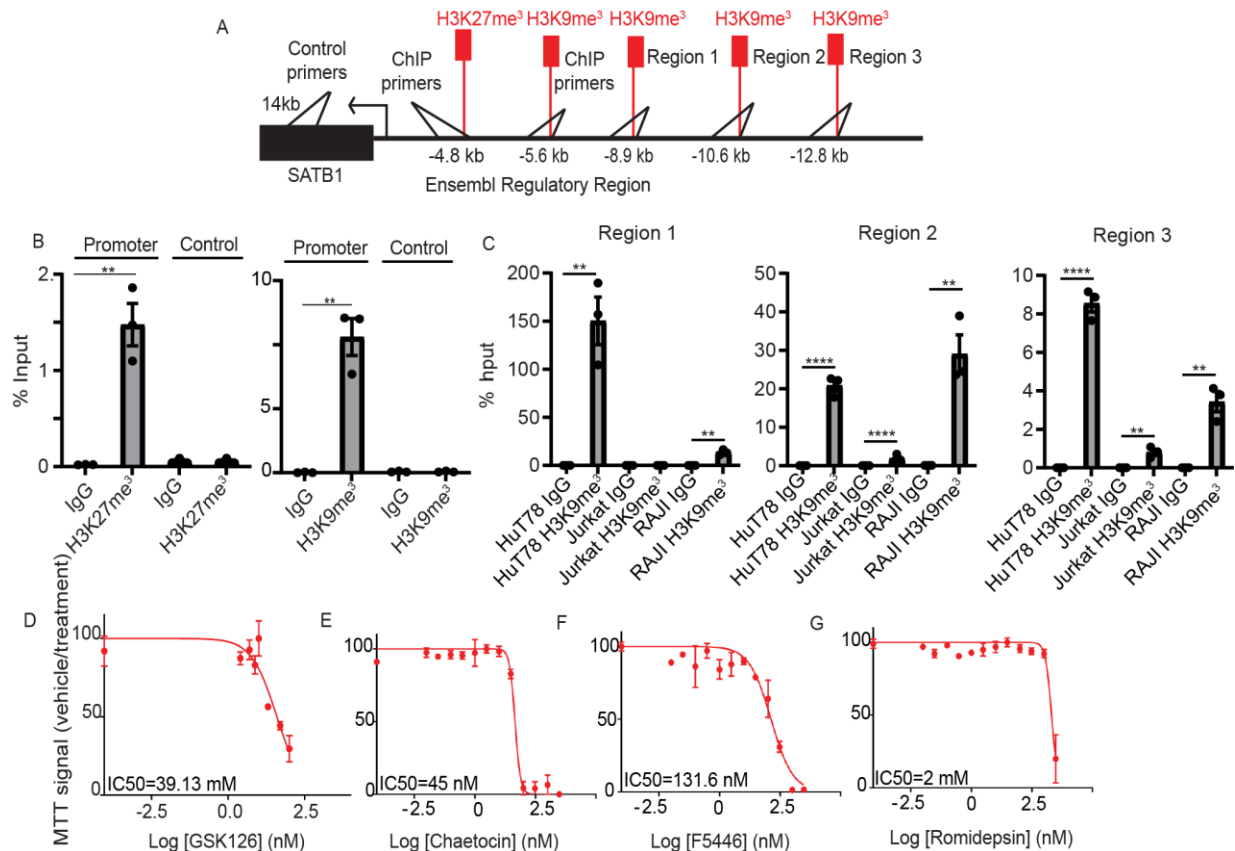 A
H3K27me³ H3K9me³ H3K9me³ H3K9me³ H3K9me³
Control primers
ChIP primers
ChIP primers
Region 1
Region 2
Region 3
14kb
SATB1
-4.8 kb -5.6 kb -8.9 kb -10.6 kb -12.8 kb
Ensembl Regulatory Region
B
Promoter Control
**
2.
1
0
% Input
IgG
H3K27me³
IgG
H3K27me³
Promoter Control
**
10
5
0
IgG
H3K9me³
IgG
H3K9me³
C
Region 1
% hput
200
150
100
50
0
**
**
HuT78 IgG
HuT78 H3K9me³
Jurkat IgG
Jurkat H3K9me³
RAJI IgG
RAJI H3K9me³
Region 2
50
40
30
20
10
0
****
****
**
HuT78 IgG
HuT78 H3K9me³
Jurkat IgG
Jurkat H3K9me³
RAJI IgG
RAJI H3K9me³
Region 3
10
8
6
4
2
0
****
**
**
HuT78 IgG
HuT78 H3K9me³
Jurkat IgG
Jurkat H3K9me³
RAJI IgG
RAJI H3K9me³
MTT signal (vehicle/treatment)
D
100
50
0
IC50=39.13 mM
-2.5 0.0 2.5
Log [GSK126] (nM)
E
100
50
0
IC50=45 nM
-2.5 0 2.5
Log [Chaetocin] (nM)
F
100
50
0
IC50=131.6 nM
-2.5 0 2.5
Log [F5446] (nM)
G
100
50
0
IC50=2 mM
-2.5 0 2.5
Log [Romidepsin] (nM)